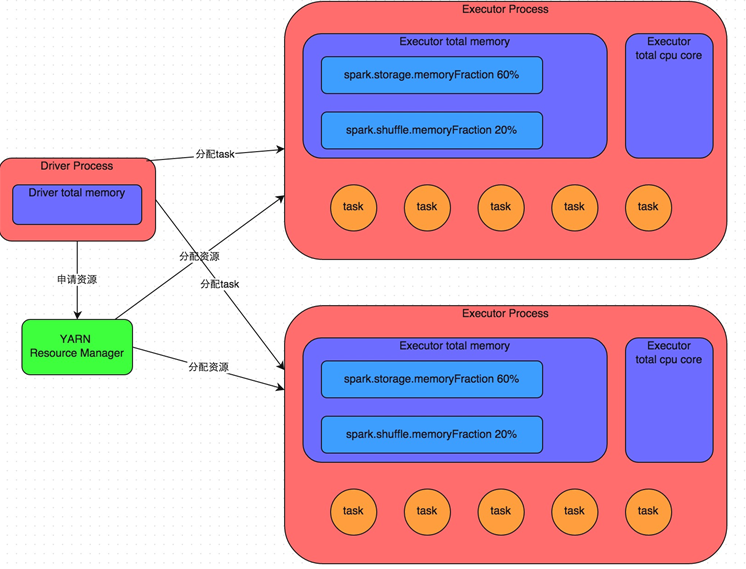 Executor Process
Executor total memory
Executor
total cpu core
spark.storage.memoryFraction 60%
spark.shuffle.memoryFraction 20%
分配task
Driver Process
Driver total memory
task
task
task
task
task
分配资源
申请资源
分配task
YARN
Resource Manager
分配资源
Executor Process
Executor total memory
Executor
total cpu core
spark.storage.memoryFraction 60%
spark.shuffle.memoryFraction 20%
task
task
task
task
task